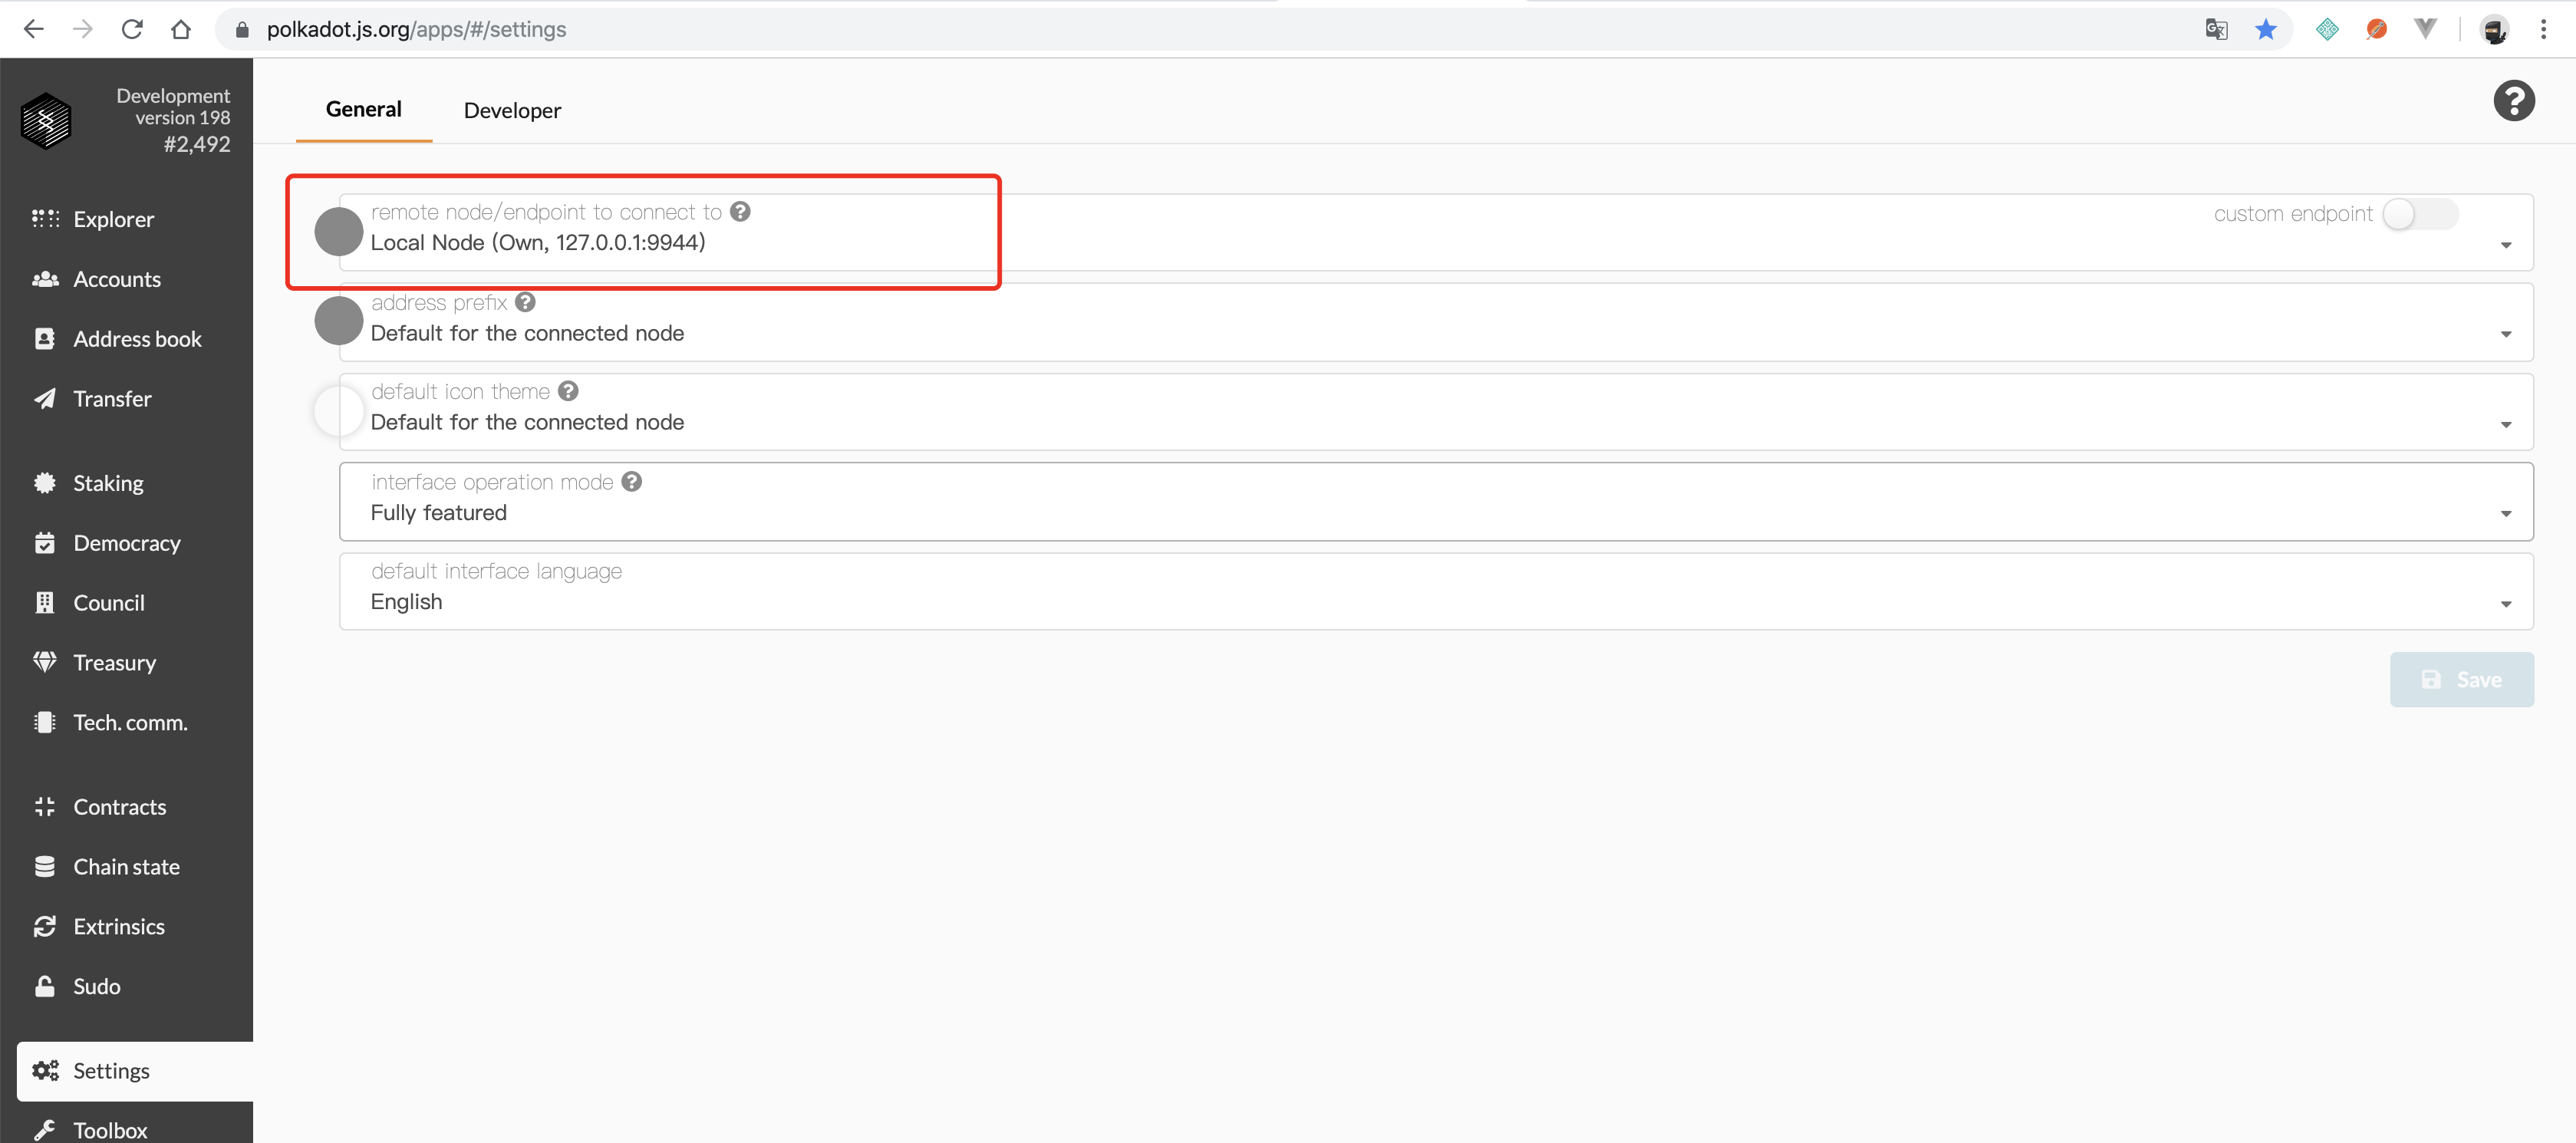 polkadot.js.org/apps/#/settings
Development
version 198
#2,492
Explorer
Accounts
Address book
Transfer
Staking
Democracy
Council
Treasury
Tech. comm.
Contracts
Chain state
Extrinsics
Sudo
Settings
Toolbox
General
Developer
remote node/endpoint to connect to
custom endpoint
Local Node (Own, 127.0.0.1:9944)
address prefix
Default for the connected node
default icon theme
Default for the connected node
interface operation mode
Fully featured
default interface language
English
Save